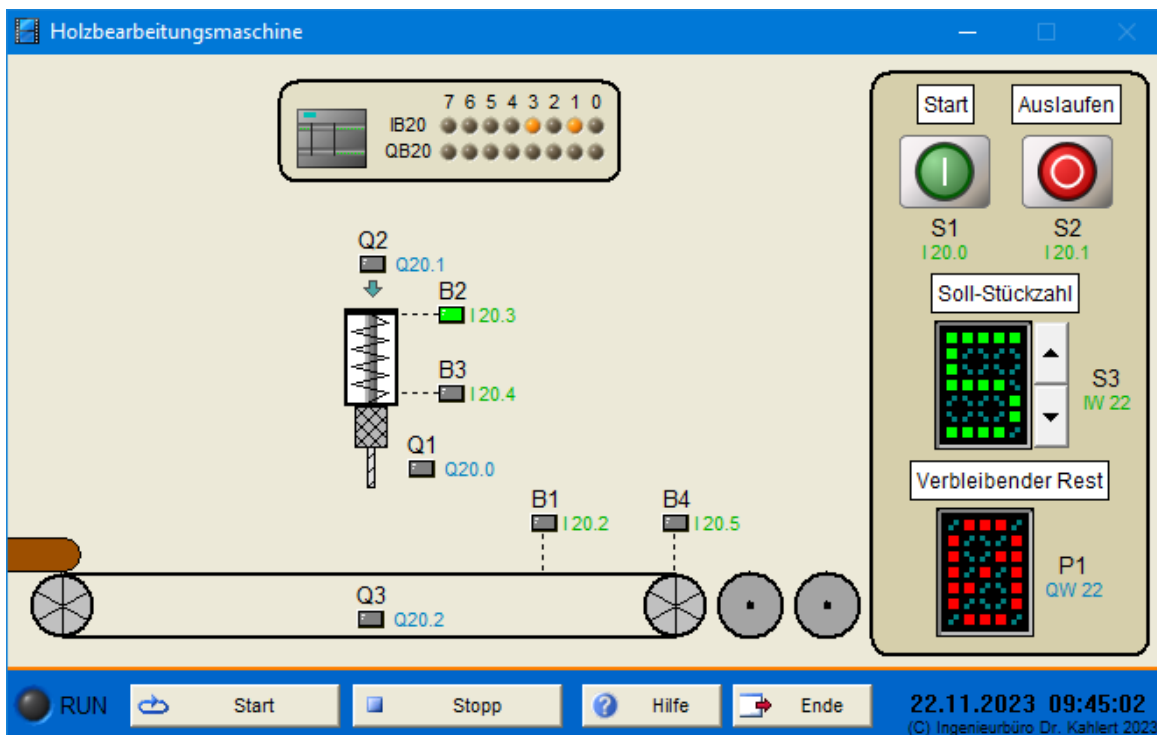 Holzbearbeitungsmaschine
7 6 5 4 3 2 1 0
IB20
QB20
Start
Auslaufen
S1
I 20.0
S2
I 20.1
Q2
Q20.1
B2
I 20.3
B3
I 20.4
Q1
Q20.0
Soll-Stückzahl
5
S3
IW 22
Verbleibender Rest
0
P1
QW 22
B1
I 20.2
B4
I 20.5
Q3
Q20.2
RUN
Start
Stopp
Hilfe
Ende
22.11.2023 09:45:02
(C) Ingenieurbüro Dr. Kahlert 2023